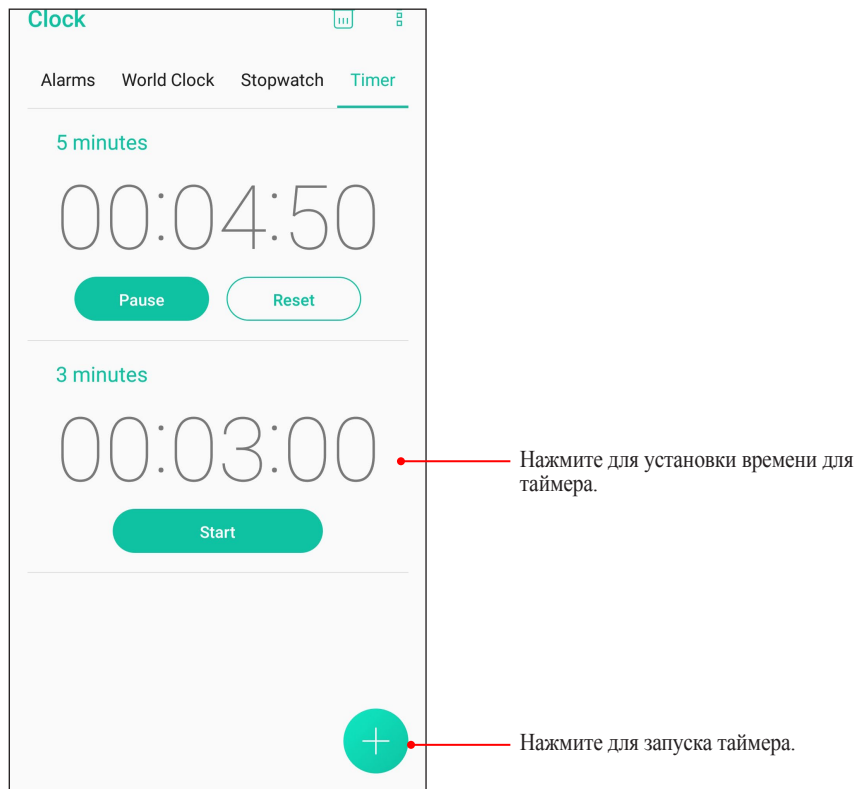 Clock
Alarms World Clock Stopwatch Timer
5 minutes
00:04:50
Pause Reset
3 minutes
00:03:00
Нажмите для установки времени для
таймера.
Start
Нажмите для запуска таймера.